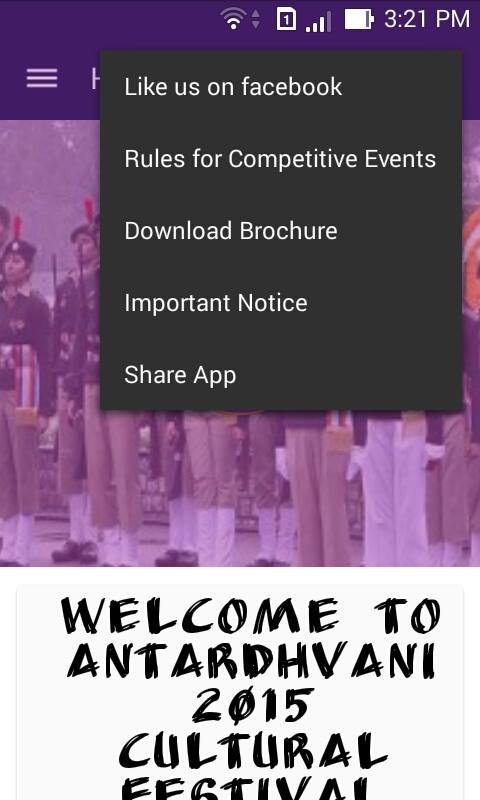 1
3:21 PM
H
Like us on facebook
Rules for Competitive Events
Download Brochure
Important Notice
Share App
WELCOME TO
ANTARDHVANI
2015
CULTURAL
FESTIVAL